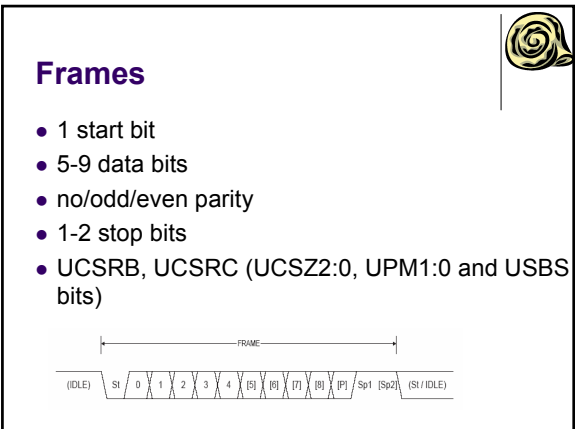 Frames
● 1 start bit
● 5-9 data bits
● no/odd/even parity
● 1-2 stop bits
● UCSRB, UCSRC (UCSZ2:0, UPM1:0 and USBS
bits)
FRAME
(IDLE) St 0 1 2 3 4 [5] [6] [7] [8] [P] Sp1 [Sp2] (St / IDLE)